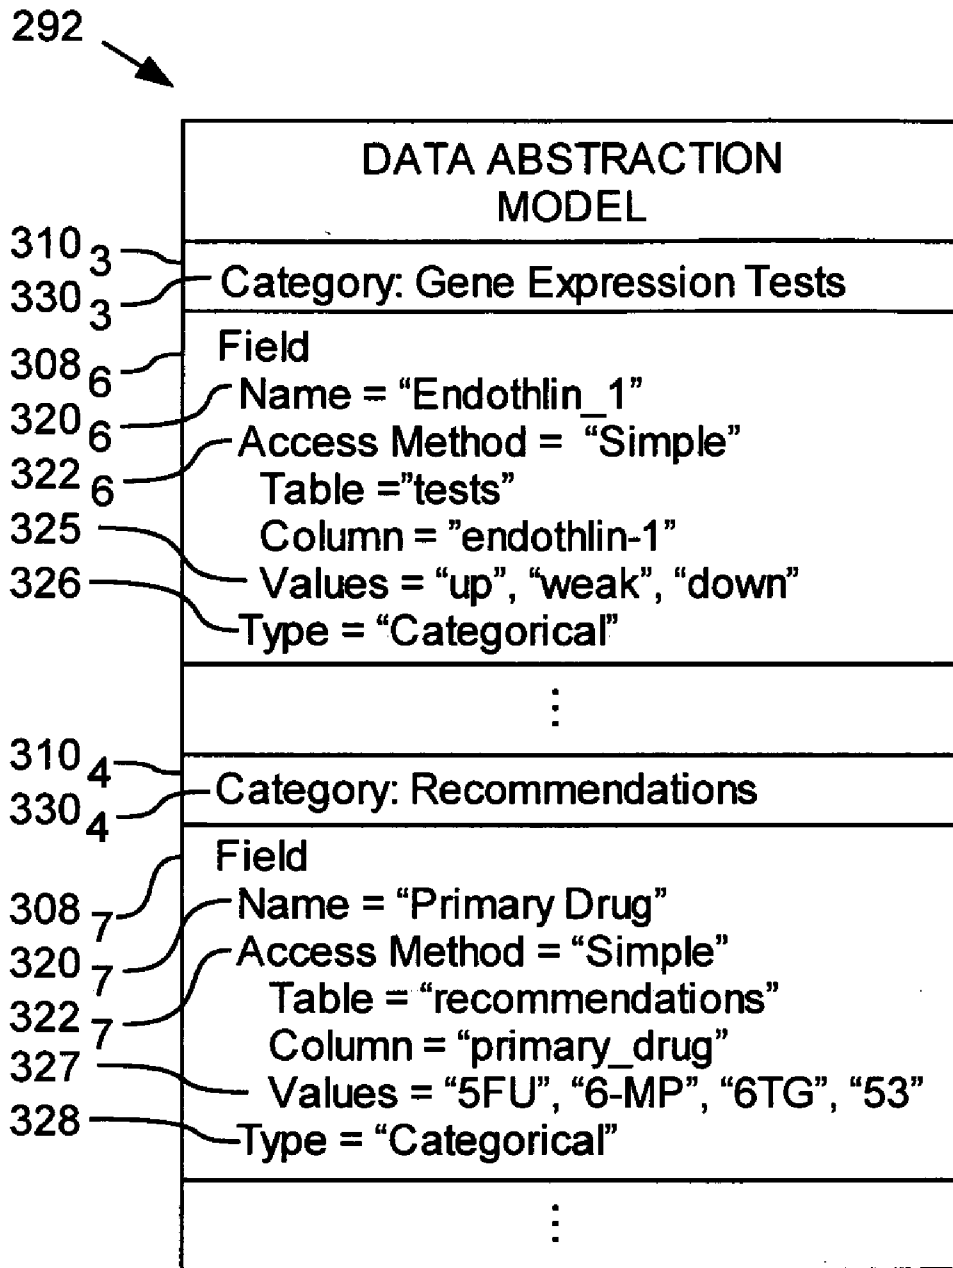 292
DATA ABSTRACTION
MODEL
310 3
330 3
Category: Gene Expression Tests
308 6
Field
320 6
Name = “Endothlin_1”
322 6
Access Method = “Simple”
Table =”tests”
Column = ”endothlin-1”
325
Values = “up”, “weak”, “down”
326
Type = “Categorical”
⋮
310 4
330 4
Category: Recommendations
308 7
Field
320 7
Name = “Primary Drug”
322 7
Access Method = “Simple”
Table = “recommendations”
Column = “primary_drug”
327
Values = “5FU”, “6-MP”, “6TG”, “53”
328
Type = “Categorical”
⋮